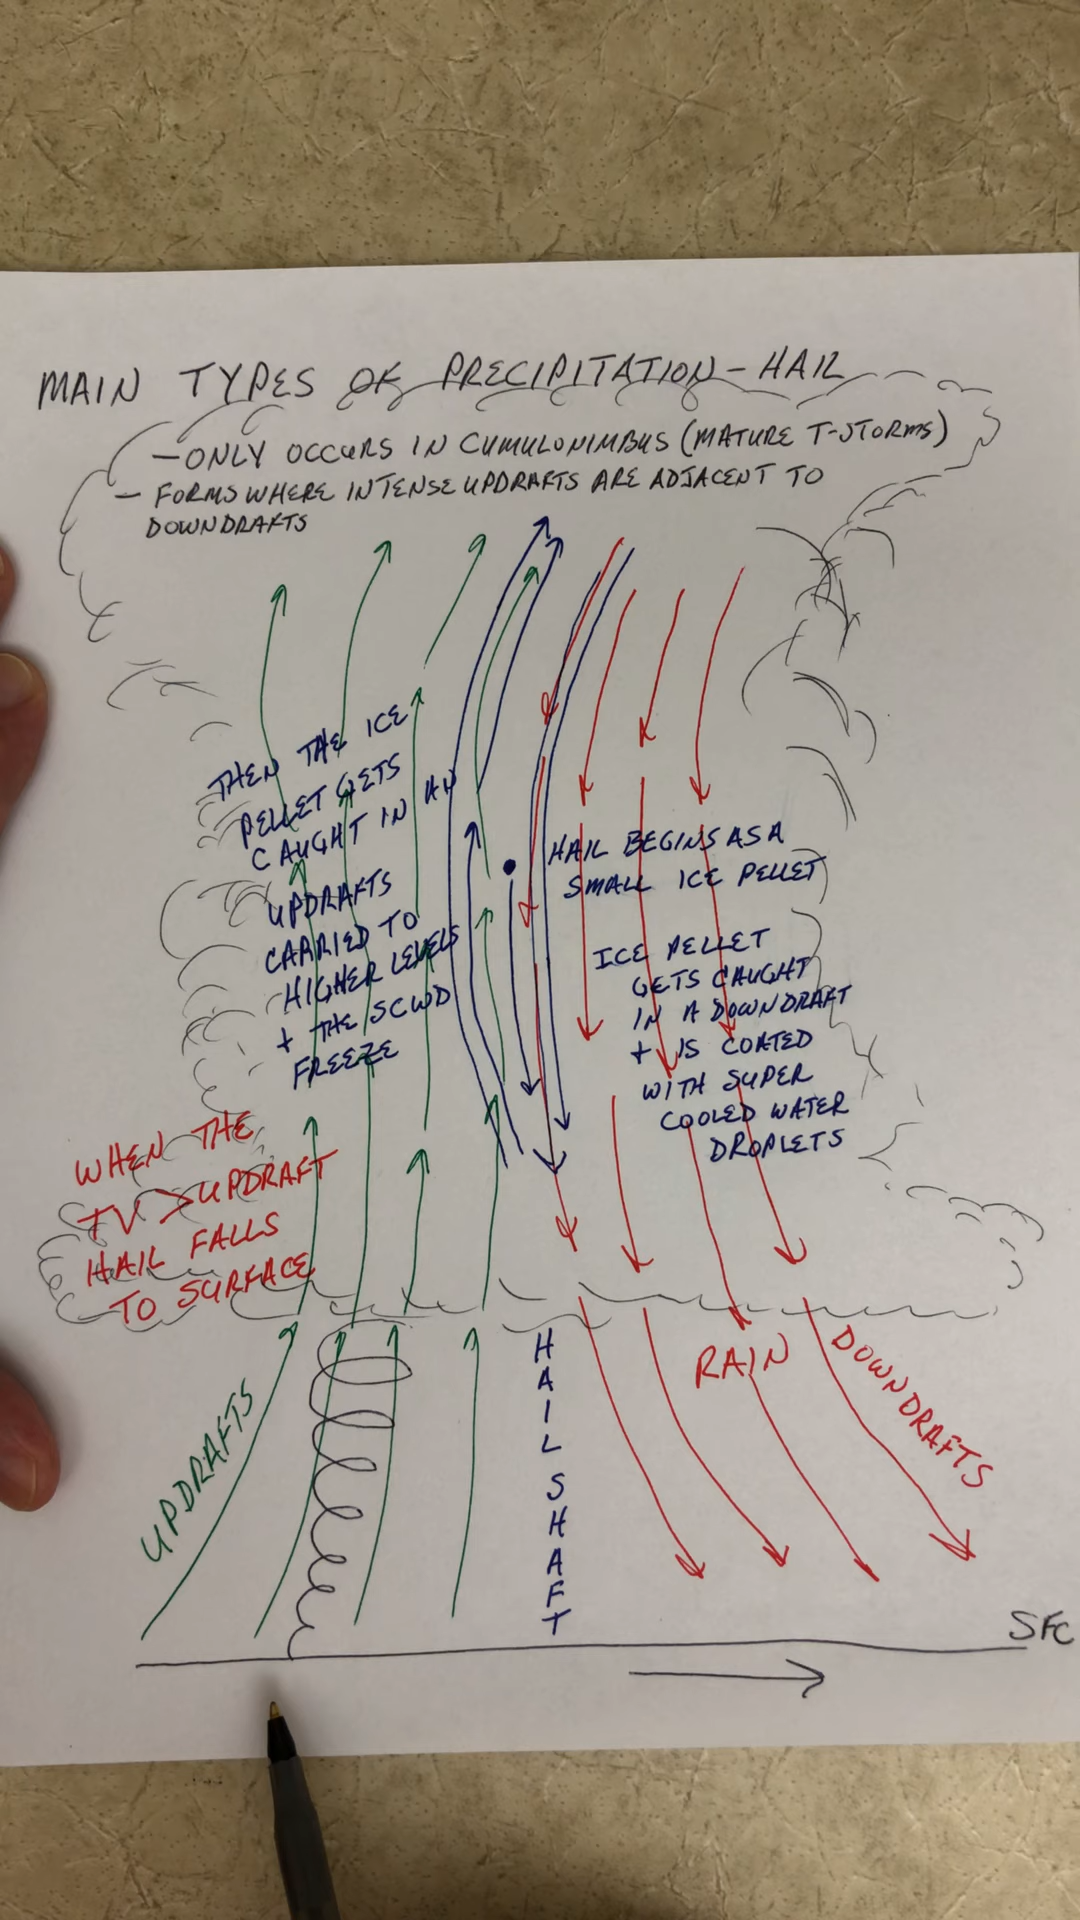 MAIN TYPES OF PRECIPITATION - HAIL
- ONLY OCCURS IN CUMULONIMBUS (MATURE T-STORMS)
- FORMS WHERE INTENSE UPDRAFTS ARE ADJACENT TO
DOWNDRAFTS
THEN THE ICE
PELLET GETS
CAUGHT IN AN
UPDRAFTS
CARRIED TO
HIGHER LEVELS
+ THE SCWD
FREEZE
HAIL BEGINS AS A
SMALL ICE PELLET
ICE PELLET
GETS CAUGHT
IN A DOWNDRAFT
+ IS COATED
WITH SUPER
COOLED WATER
DROPLETS
WHEN THE
TV > UPDRAFT
HAIL FALLS
TO SURFACE
UPDRAFTS
HAIL SHAFT
RAIN
DOWNDRAFTS
SFC